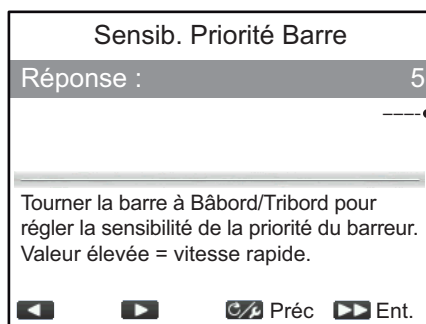 Sensib. Priorité Barre
Réponse : 5
Tourner la barre à Bâbord/Tribord pour
régler la sensibilité de la priorité du barreur.
Valeur élevée = vitesse rapide.
Préc Ent.